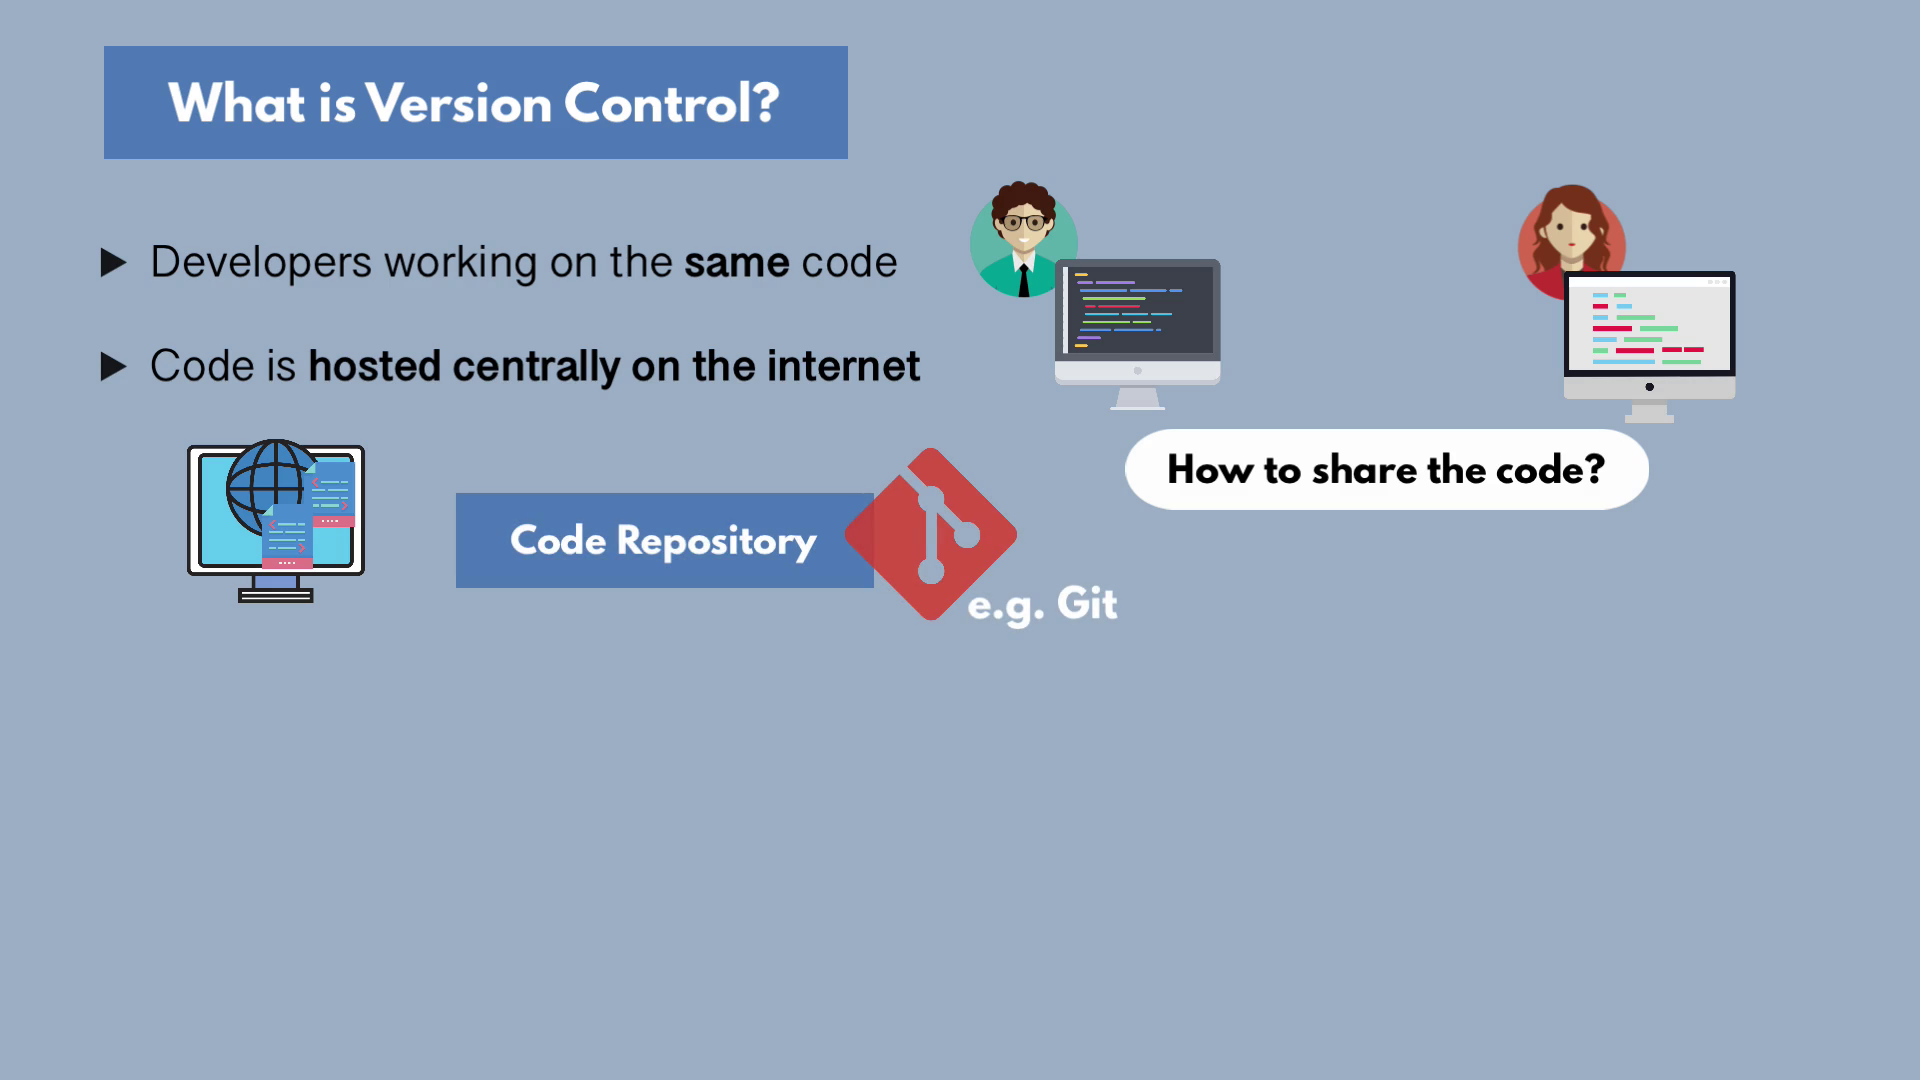 What is Version Control?
Developers working on the same code
Code is hosted centrally on the internet
How to share the code?
Code Repository
e.g. Git